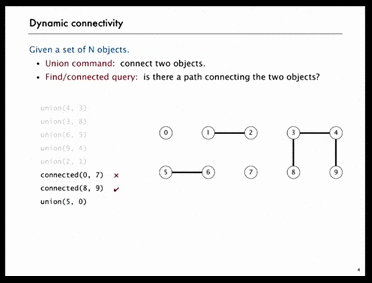 Dynamic connectivity
Given a set of N objects.
• Union command: connect two objects.
• Find/connected query: is there a path connecting the two objects?
union(4, 3)
union(3, 8)
union(6, 5)
union(9, 4)
union(2, 1)
connected(0, 7) ×
connected(8, 9) ✔
union(5, 0)
0 1 2 3 4
5 6 7 8 9
4